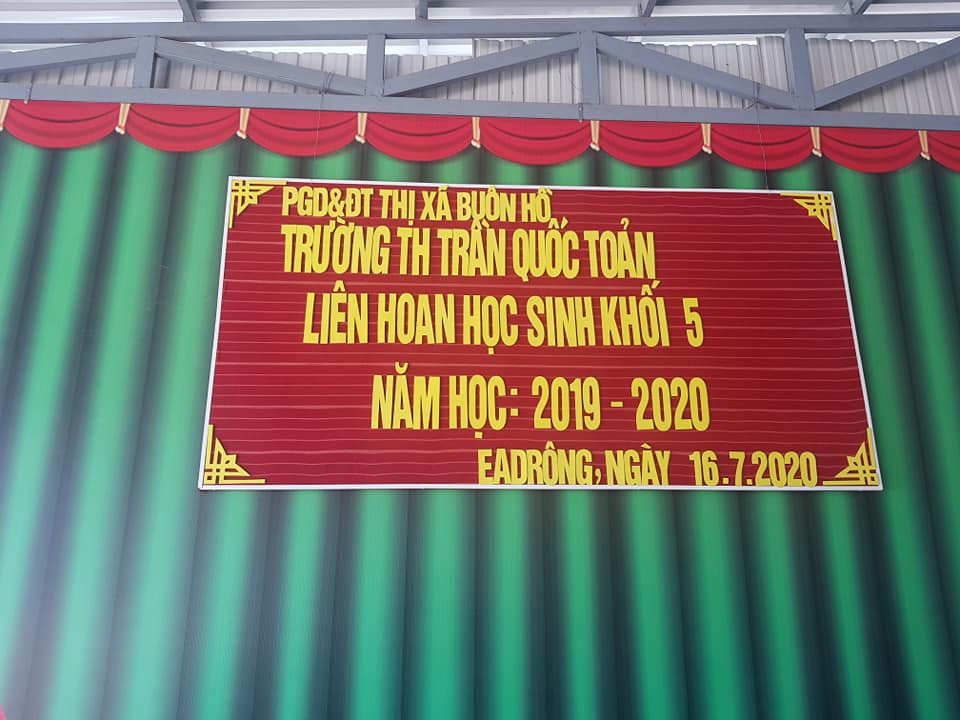 PGD&ĐT THỊ XÃ BUÔN HỒ
TRƯỜNG TH TRẦN QUỐC TOẢN
LIÊN HOAN HỌC SINH KHỐI 5
NĂM HỌC: 2019 - 2020
EADRÔNG, NGÀY 16.7.2020